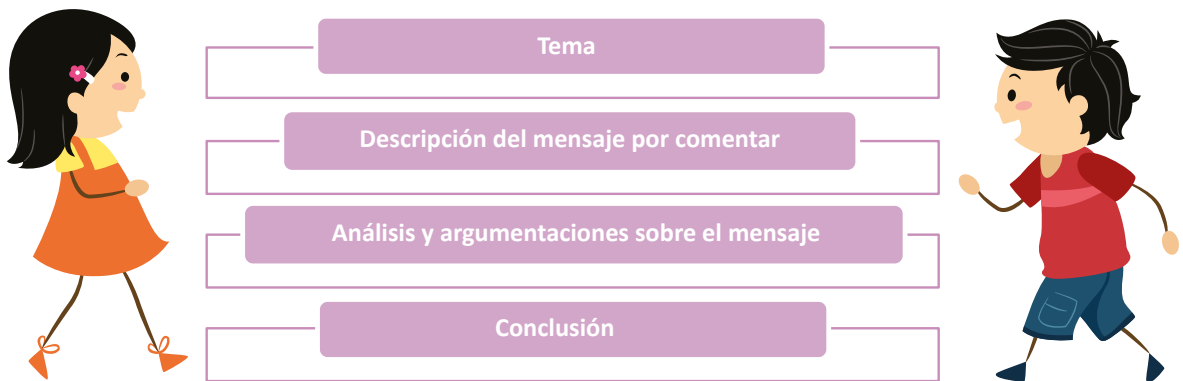 Tema
Descripción del mensaje por comentar
Análisis y argumentaciones sobre el mensaje
Conclusión